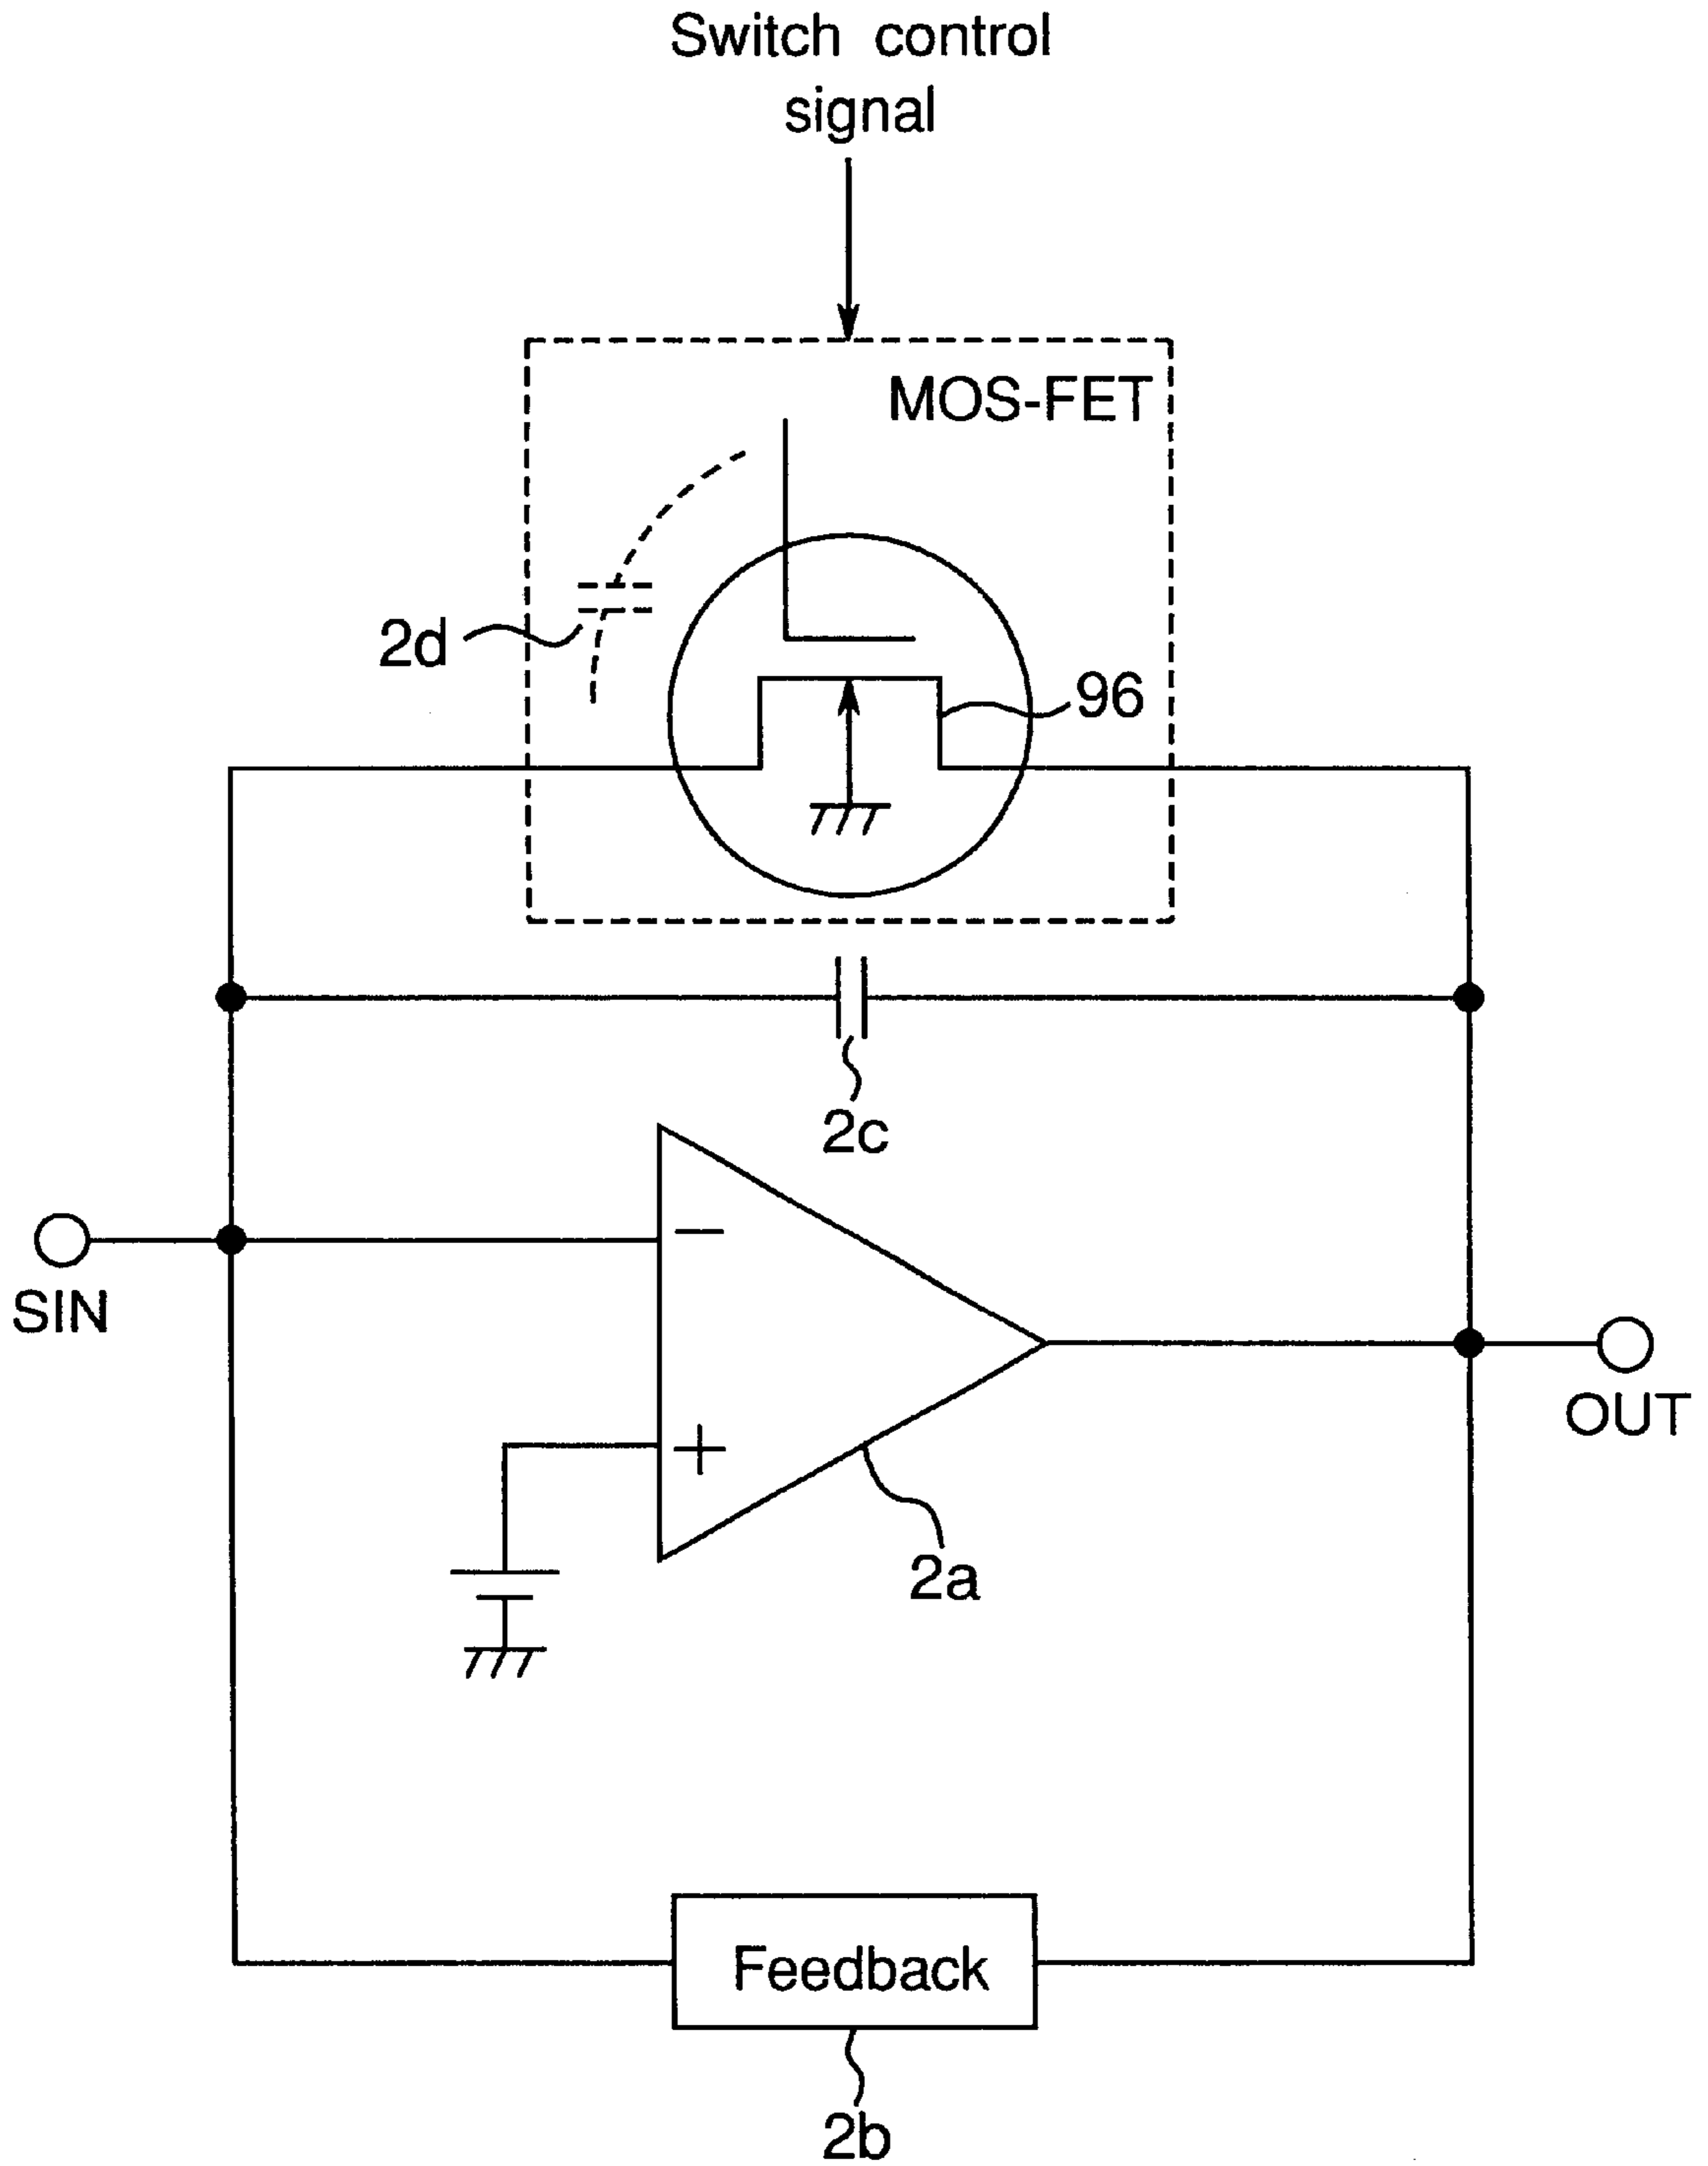 Switch control
signal
MOS-FET
2d
96
2c
−
SIN
OUT
+
2a
Feedback
2b